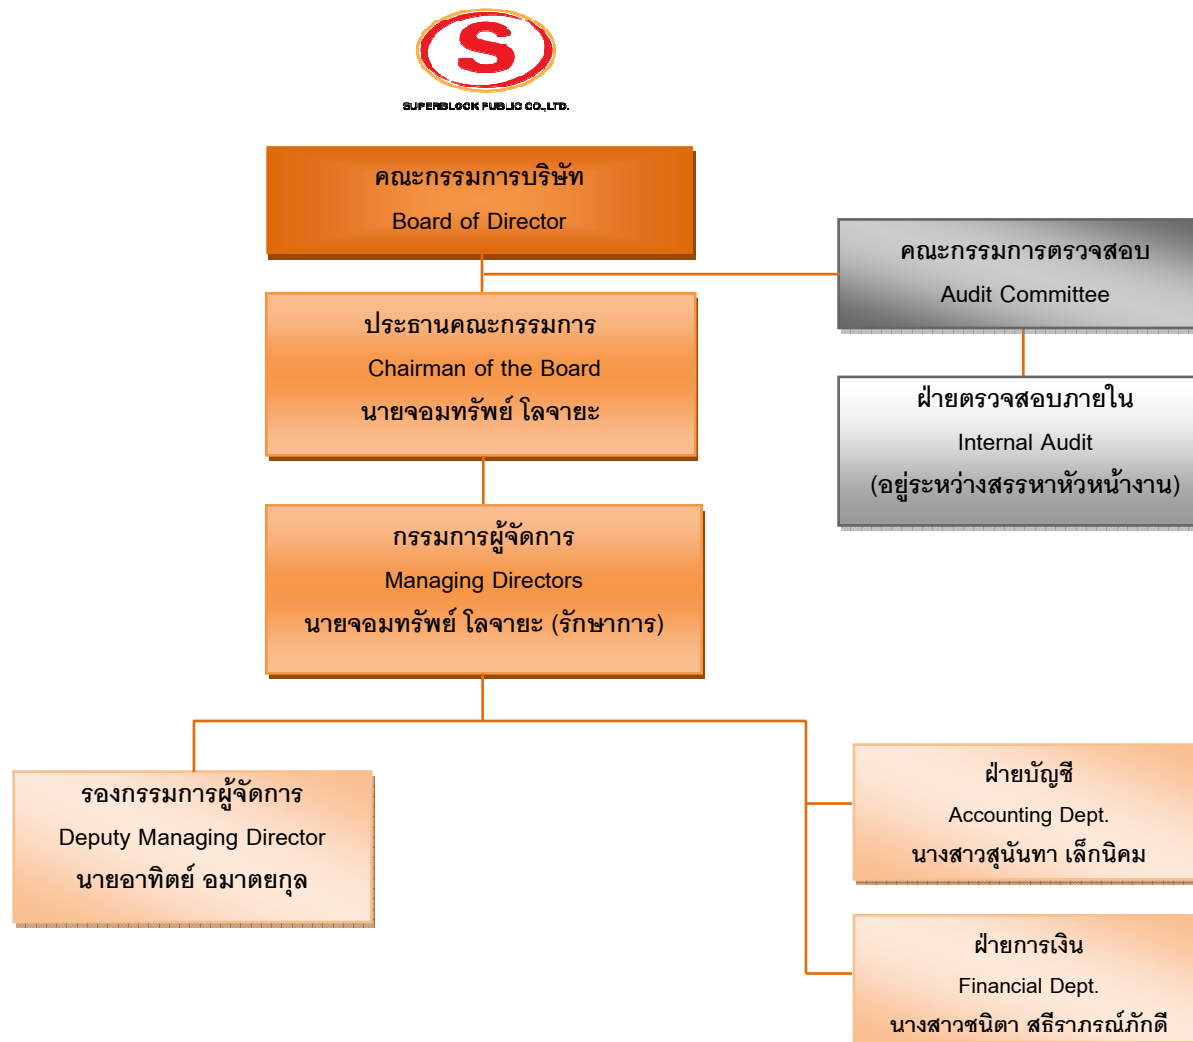 S
SUPERBLOCK PUBLIC CO.,LTD.
คณะกรรมการบริษัท
Board of Director
คณะกรรมการตรวจสอบ
Audit Committee
ประธานคณะกรรมการ
Chairman of the Board
นายจอมทรัพย์ โลจายะ
ฝ่ายตรวจสอบภายใน
Internal Audit
(อยู่ระหว่างสรรหาหัวหน้างาน)
กรรมการผู้จัดการ
Managing Directors
นายจอมทรัพย์ โลจายะ (รักษาการ)
รองกรรมการผู้จัดการ
Deputy Managing Director
นายอาทิตย์ อมาตยกุล
ฝ่ายบัญชี
Accounting Dept.
นางสาวสุนันทา เล็กนิคม
ฝ่ายการเงิน
Financial Dept.
นางสาวชนิตา สถิราภรณ์ภักดี